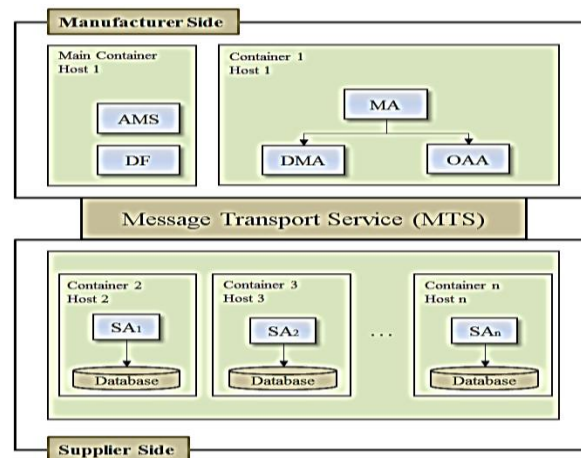 Manufacturer Side
Main Container
Host 1
AMS
DF
Container 1
Host 1
MA
DMA
OAA
Message Transport Service (MTS)
Container 2
Host 2
SA1
Database
Container 3
Host 3
SA2
Database
...
Container n
Host n
SAn
Database
Supplier Side